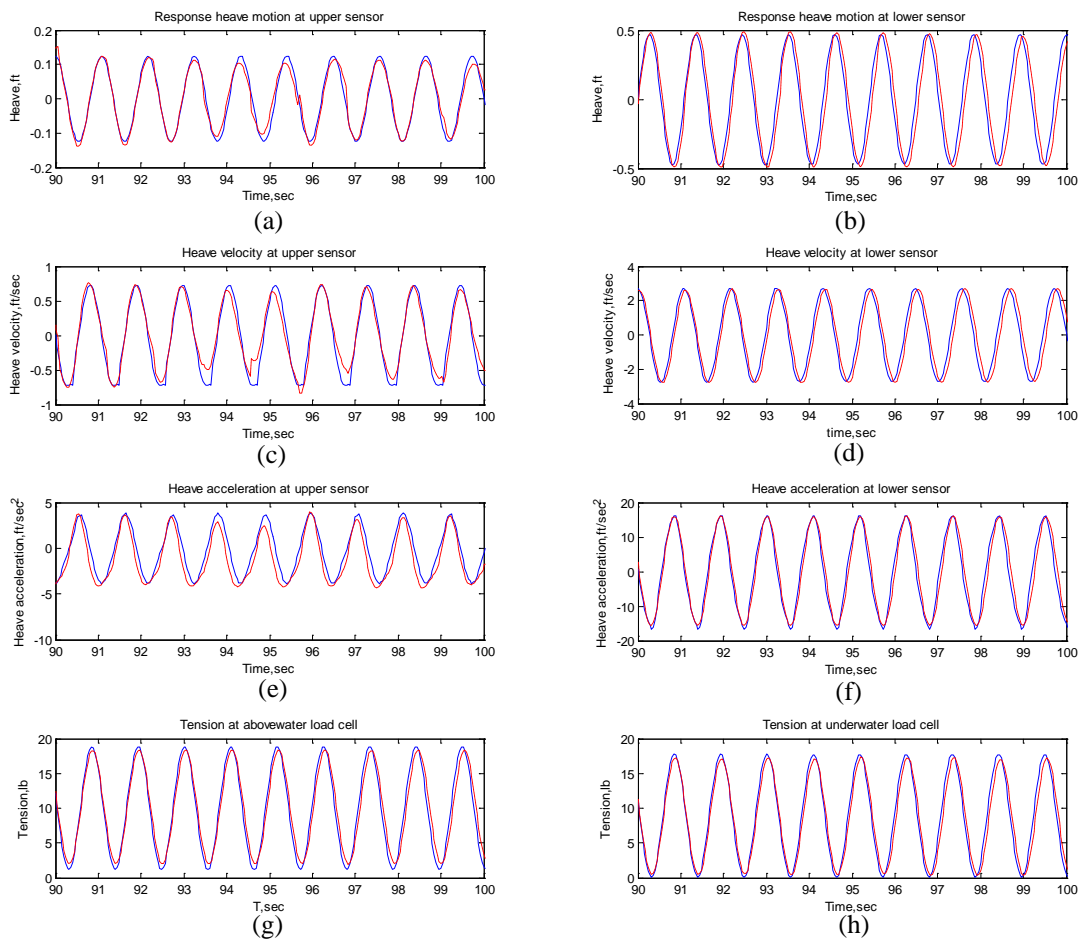 Response heave motion at upper sensor
Heave,ft
0.2
0.1
0
-0.1
-0.2
90 91 92 93 94 95 96 97 98 99 100
Time,sec
(a)
Response heave motion at lower sensor
Heave,ft
0.5
0
-0.5
90 91 92 93 94 95 96 97 98 99 100
Time,sec
(b)
Heave velocity at upper sensor
Heave velocity,ft/sec
1
0.5
0
-0.5
-1
90 91 92 93 94 95 96 97 98 99 100
Time,sec
(c)
Heave velocity at lower sensor
Heave velocity,ft/sec
4
2
0
-2
-4
90 91 92 93 94 95 96 97 98 99 100
time,sec
(d)
Heave acceleration at upper sensor
Heave acceleration,ft/sec²
5
0
-5
-10
90 91 92 93 94 95 96 97 98 99 100
Time,sec
(e)
Heave acceleration at lower sensor
Heave acceleration,ft/sec²
20
10
0
-10
-20
90 91 92 93 94 95 96 97 98 99 100
Time,sec
(f)
Tension at abovewater load cell
Tension,lb
20
15
10
5
0
90 91 92 93 94 95 96 97 98 99 100
T,sec
(g)
Tension at underwater load cell
Tension,lb
20
15
10
5
0
90 91 92 93 94 95 96 97 98 99 100
Time,sec
(h)